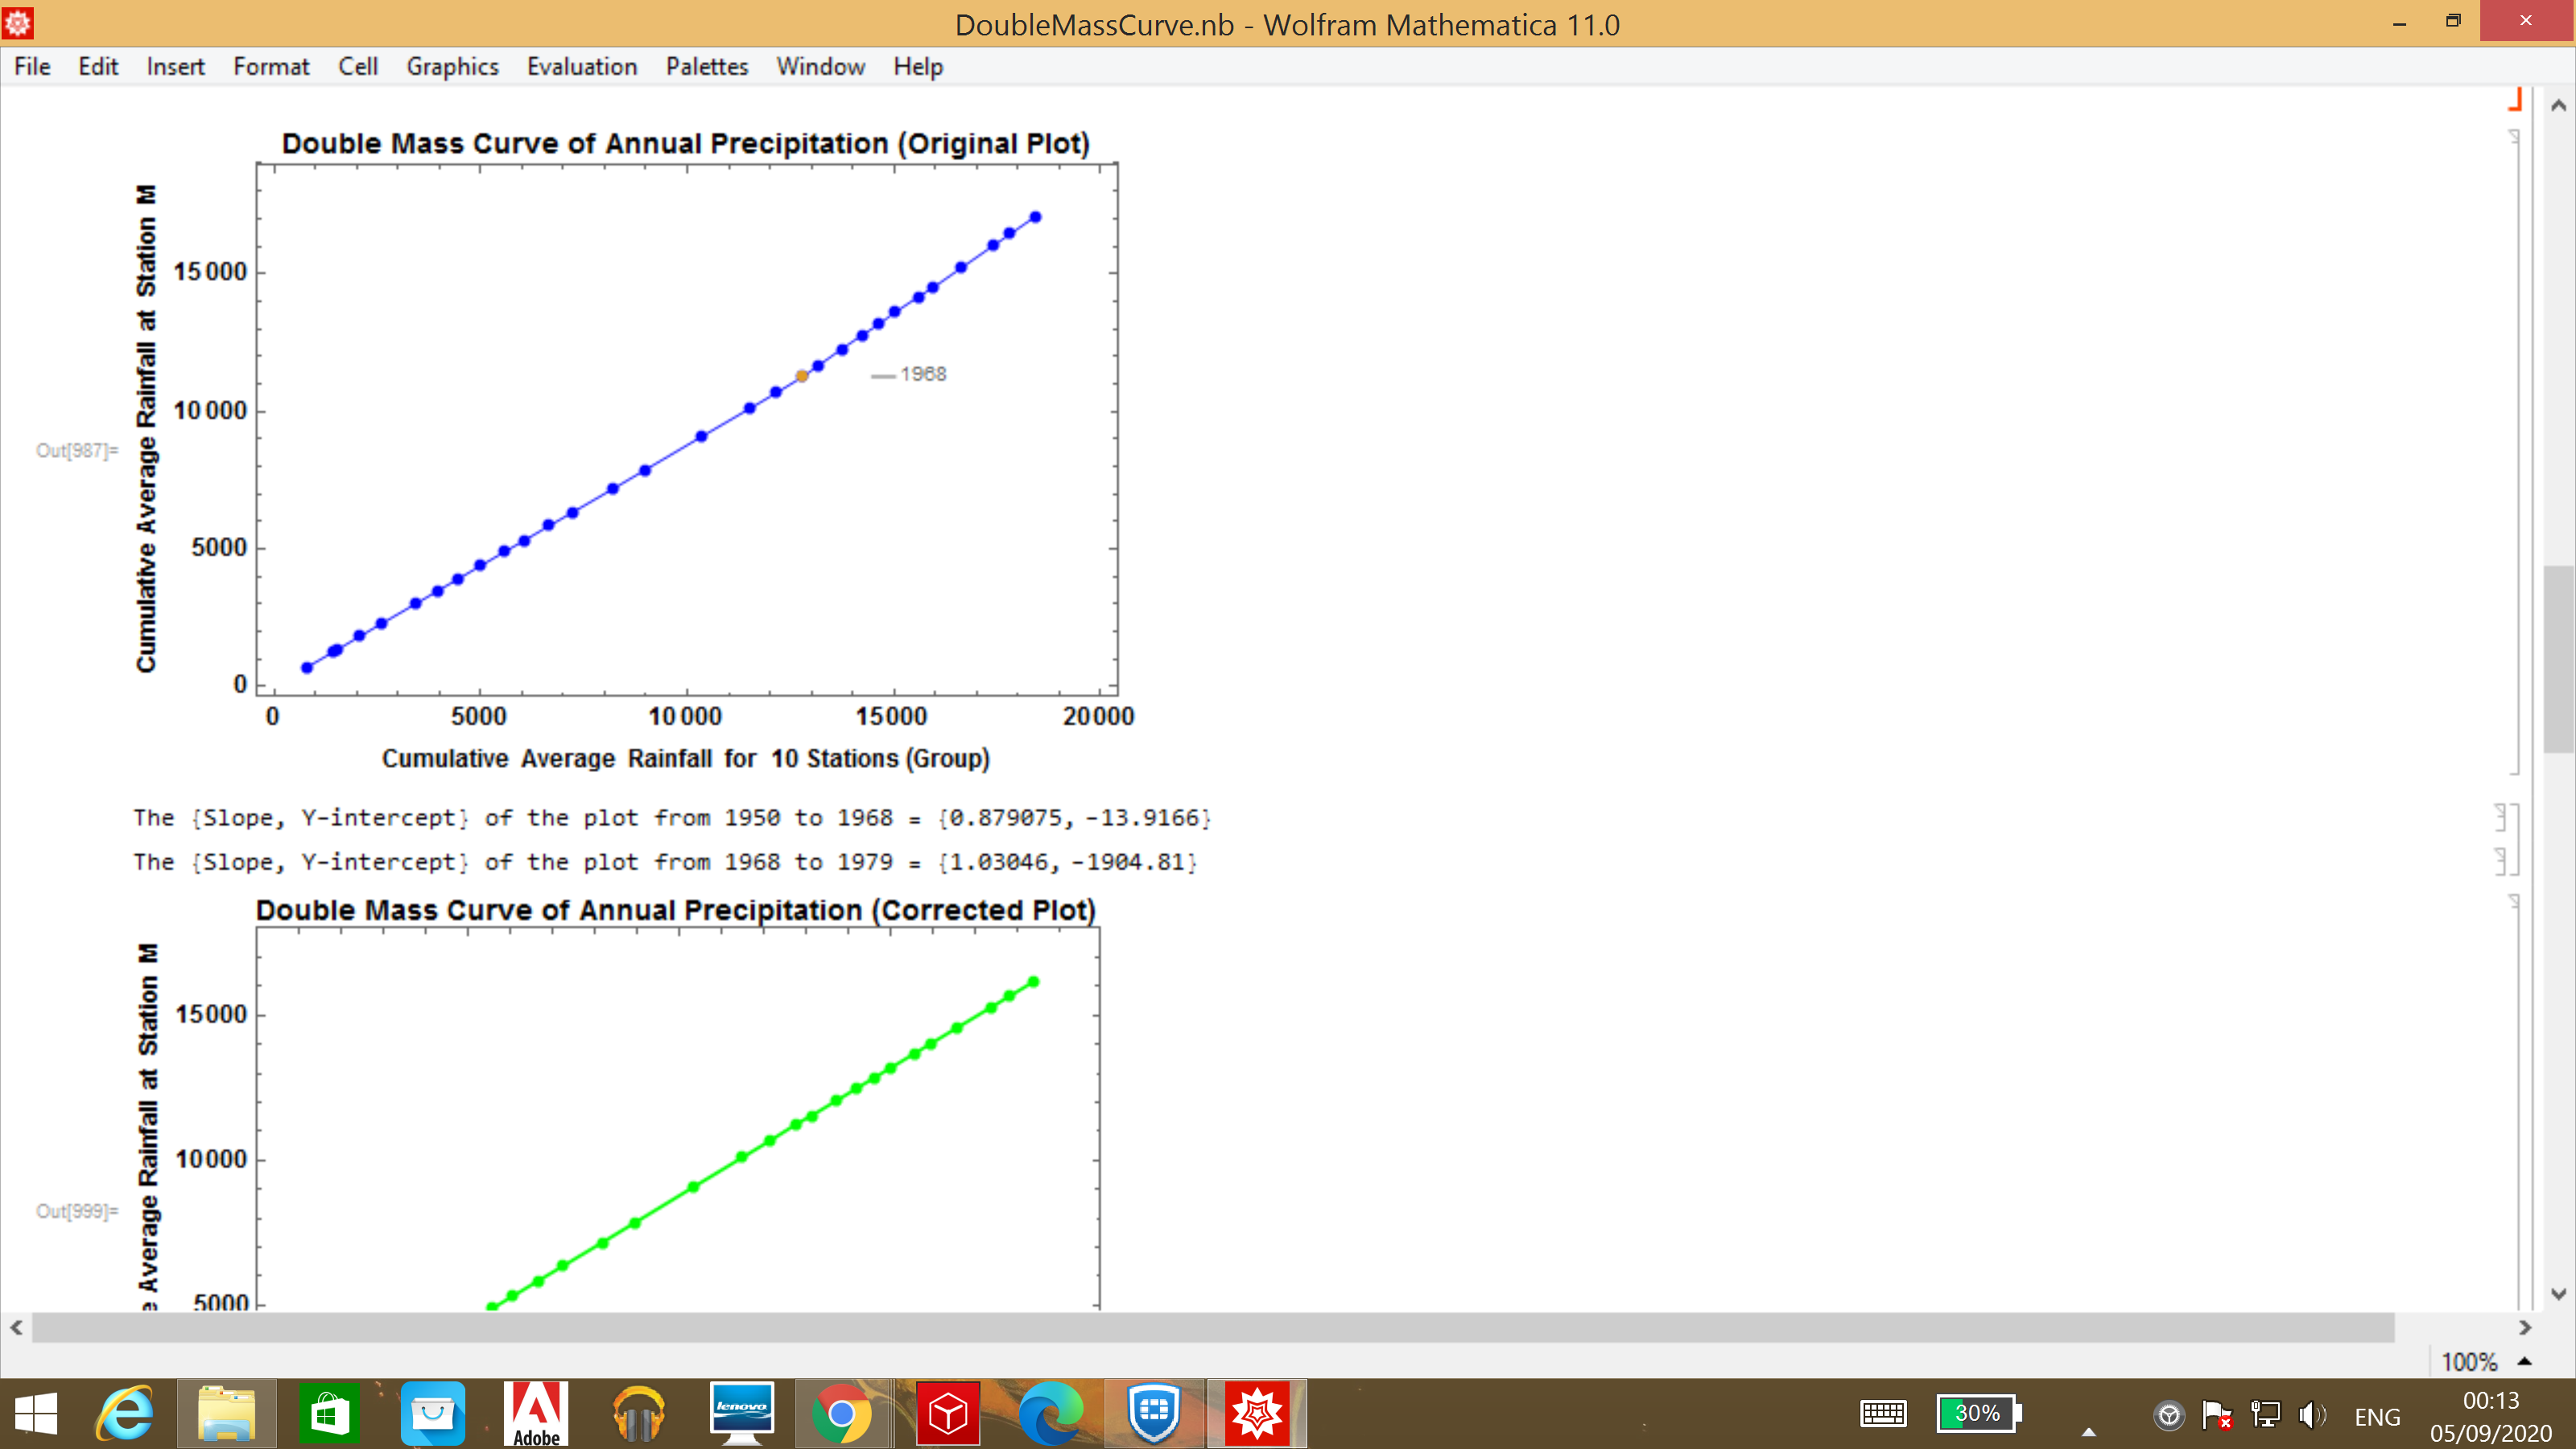 DoubleMassCurve.nb - Wolfram Mathematica 11.0
File Edit Insert Format Cell Graphics Evaluation Palettes Window Help
Double Mass Curve of Annual Precipitation (Original Plot)
Cumulative Average Rainfall at Station M
15 000
10 000
5000
0
1968
Out[987]=
0 5000 10 000 15 000 20 000
Cumulative Average Rainfall for 10 Stations (Group)
The {Slope, Y-intercept} of the plot from 1950 to 1968 = {0.879075, -13.9166}
The {Slope, Y-intercept} of the plot from 1968 to 1979 = {1.03046, -1904.81}
Double Mass Curve of Annual Precipitation (Corrected Plot)
e Average Rainfall at Station M
15 000
10 000
5000
Out[999]=
100%
Adobe
lenovo
30%
ENG
00:13
05/09/2020